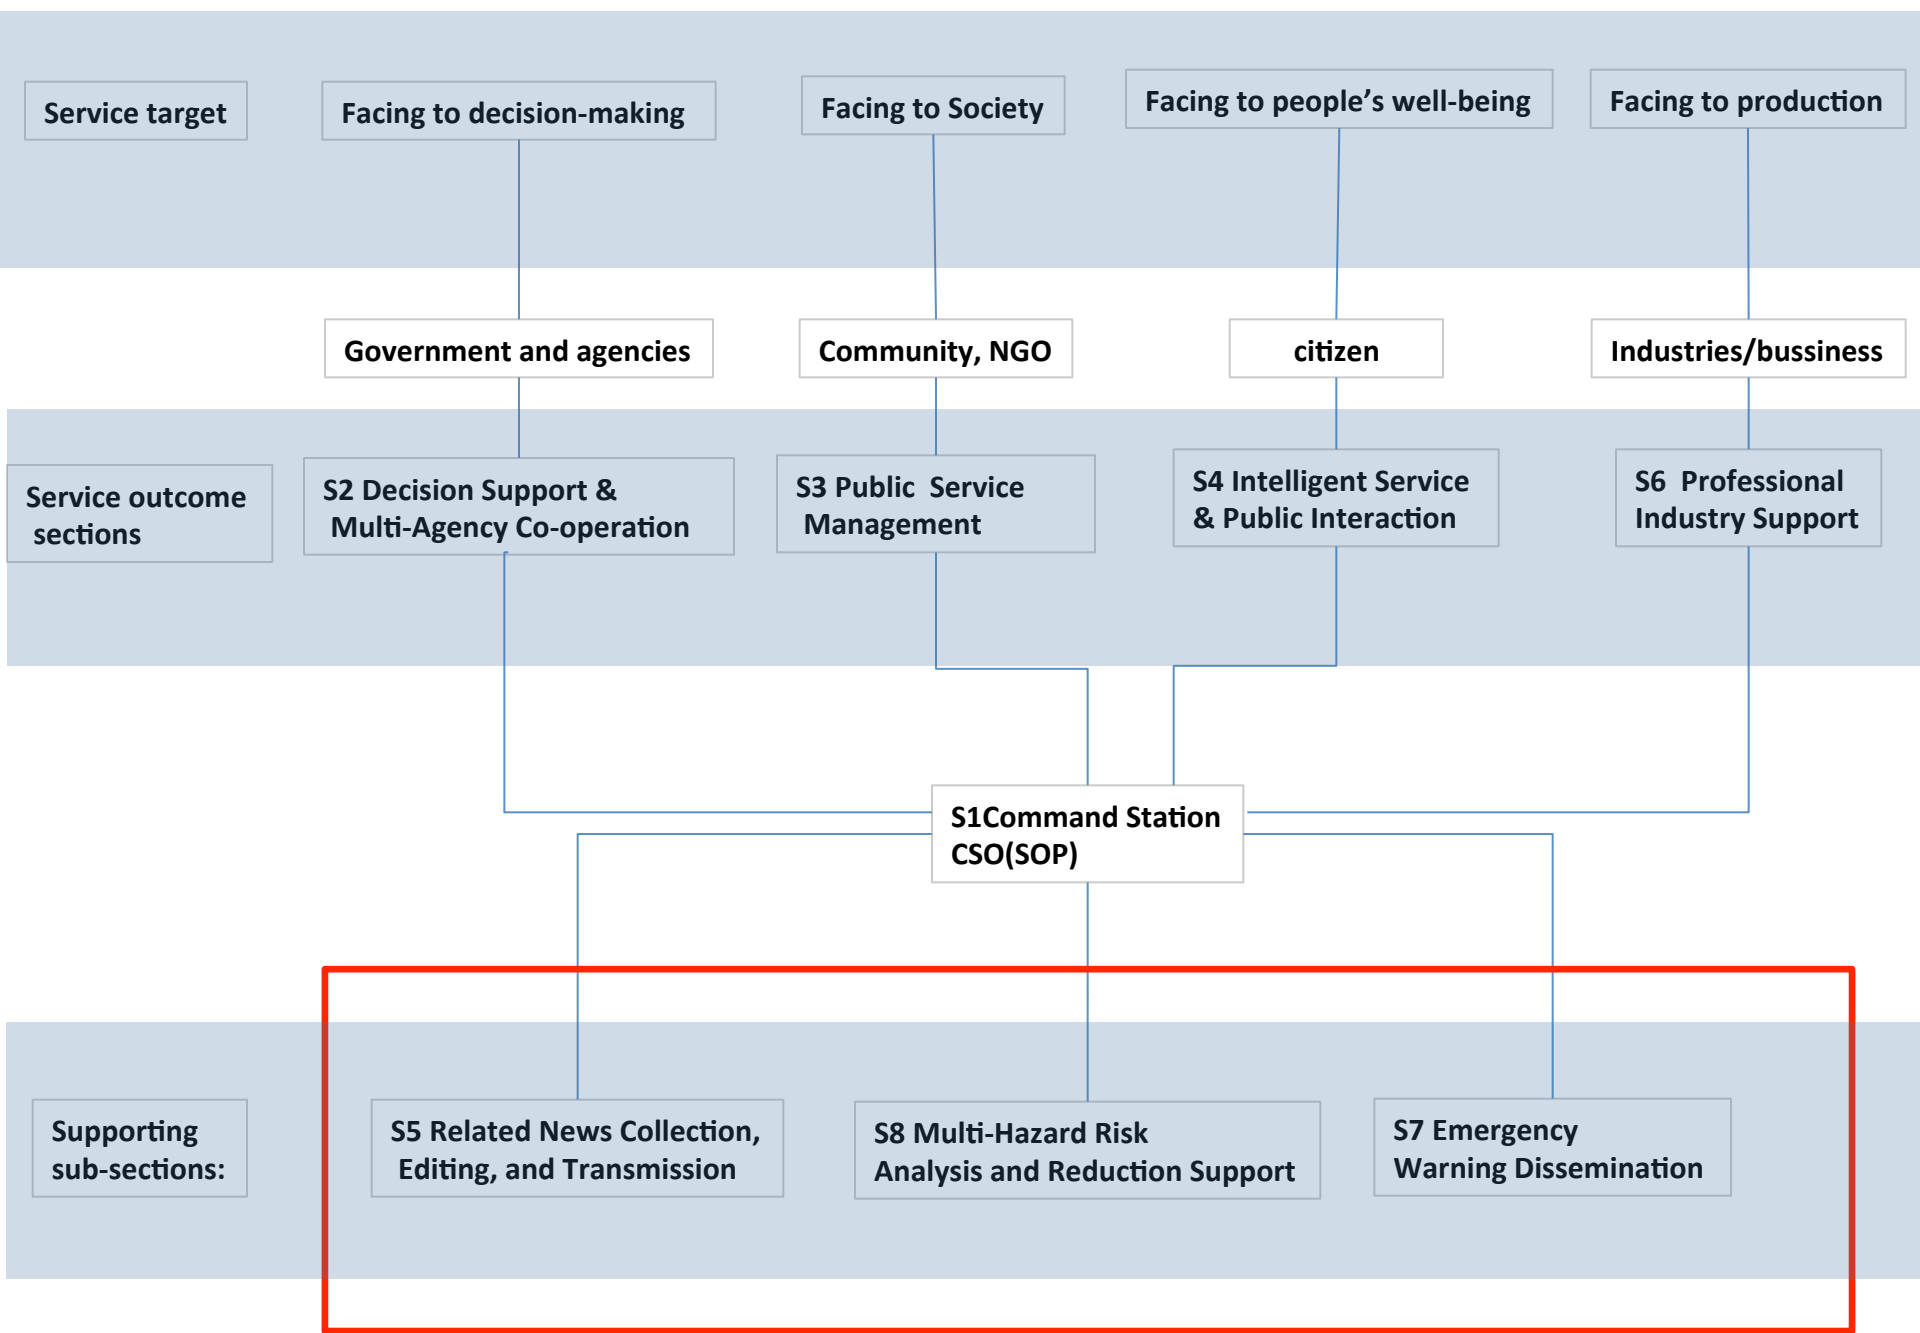 Service target
Facing to decision-making
Facing to Society
Facing to people's well-being
Facing to production
Government and agencies
Community, NGO
citizen
Industries/bussiness
Service outcome
sections
S2 Decision Support &
Multi-Agency Co-operation
S3 Public Service
Management
S4 Intelligent Service
& Public Interaction
S6 Professional
Industry Support
S1Command Station
CSO(SOP)
Supporting
sub-sections:
S5 Related News Collection,
Editing, and Transmission
S8 Multi-Hazard Risk
Analysis and Reduction Support
S7 Emergency
Warning Dissemination